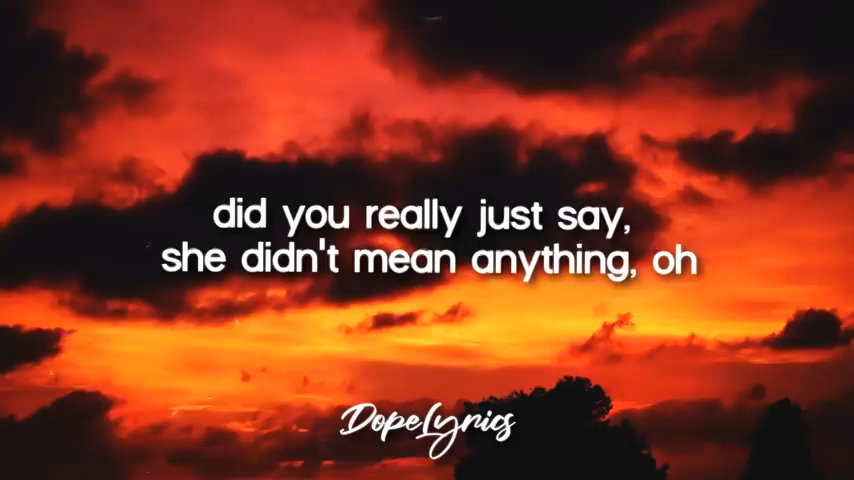 did you really just say,
she didn't mean anything, oh
DopeLyrics